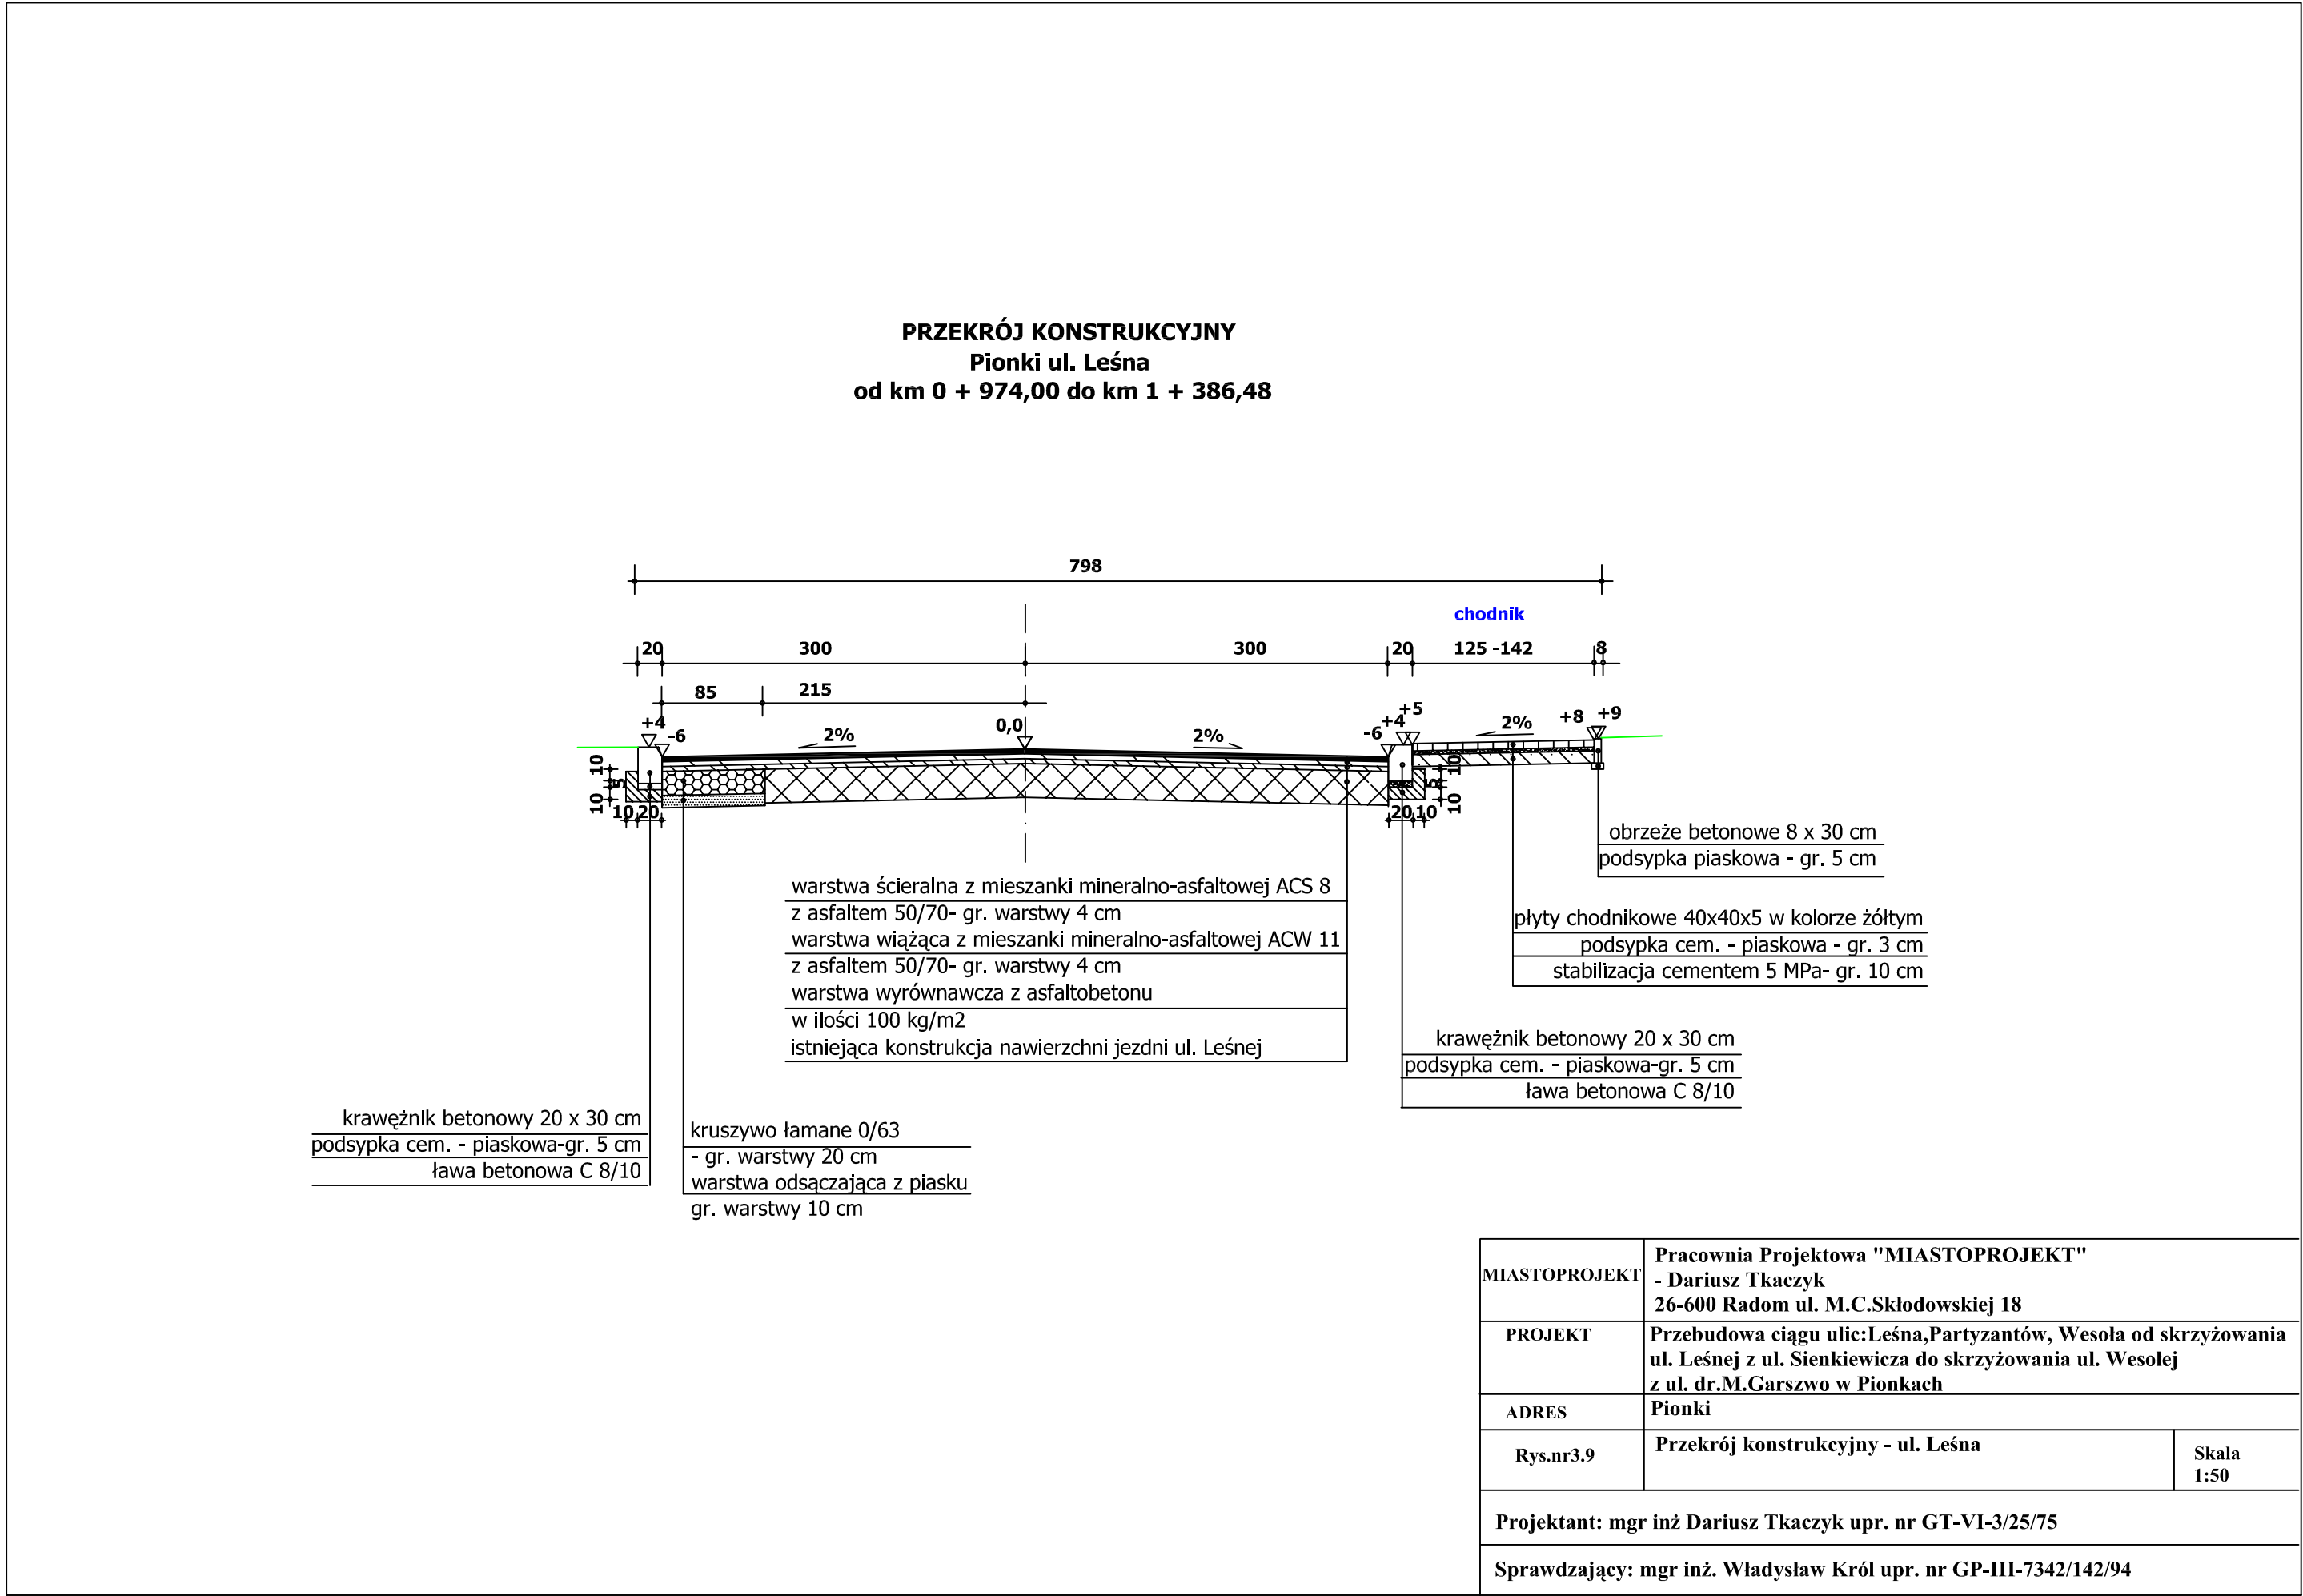 PRZEKRÓJ KONSTRUKCYJNY
Pionki ul. Leśna
od km 0 + 974,00 do km 1 + 386,48
798
chodnik
20 300 300 20 125 -142 8
85 215
+4 -6 2% 0,0 2% -6 +4 +5 2% +8 +9
10 5 10
10 20
10 5 10
20 10
obrzeże betonowe 8 x 30 cm
podsypka piaskowa - gr. 5 cm
warstwa ścieralna z mieszanki mineralno-asfaltowej ACS 8
z asfaltem 50/70- gr. warstwy 4 cm
warstwa wiążąca z mieszanki mineralno-asfaltowej ACW 11
z asfaltem 50/70- gr. warstwy 4 cm
warstwa wyrównawcza z asfaltobetonu
w ilości 100 kg/m2
istniejąca konstrukcja nawierzchni jezdni ul. Leśnej
płyty chodnikowe 40x40x5 w kolorze żółtym
podsypka cem. - piaskowa - gr. 3 cm
stabilizacja cementem 5 MPa- gr. 10 cm
krawężnik betonowy 20 x 30 cm
podsypka cem. - piaskowa-gr. 5 cm
ława betonowa C 8/10
krawężnik betonowy 20 x 30 cm
podsypka cem. - piaskowa-gr. 5 cm
ława betonowa C 8/10
kruszywo łamane 0/63
- gr. warstwy 20 cm
warstwa odsączająca z piasku
gr. warstwy 10 cm
MIASTOPROJEKT
Pracownia Projektowa "MIASTOPROJEKT"
- Dariusz Tkaczyk
26-600 Radom ul. M.C.Skłodowskiej 18
PROJEKT
Przebudowa ciągu ulic:Leśna,Partyzantów, Wesoła od skrzyżowania
ul. Leśnej z ul. Sienkiewicza do skrzyżowania ul. Wesołej
z ul. dr.M.Garszwo w Pionkach
ADRES
Pionki
Rys.nr3.9
Przekrój konstrukcyjny - ul. Leśna
Skala
1:50
Projektant: mgr inż Dariusz Tkaczyk upr. nr GT-VI-3/25/75
Sprawdzający: mgr inż. Władysław Król upr. nr GP-III-7342/142/94